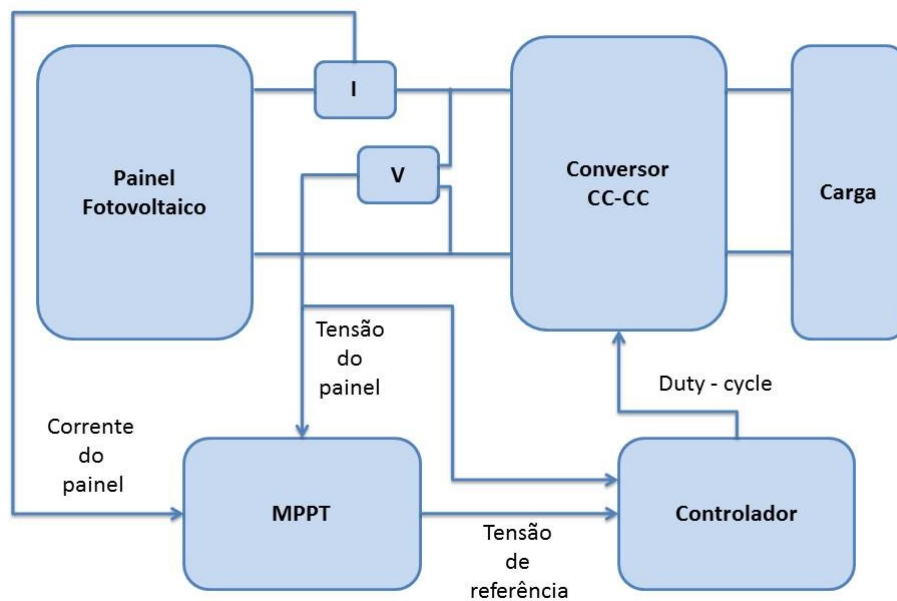 I
Painel
Fotovoltaico
V
Conversor
CC-CC
Carga
Tensão
do
painel
Duty - cycle
Corrente
do
painel
MPPT
Controlador
Tensão
de
referência